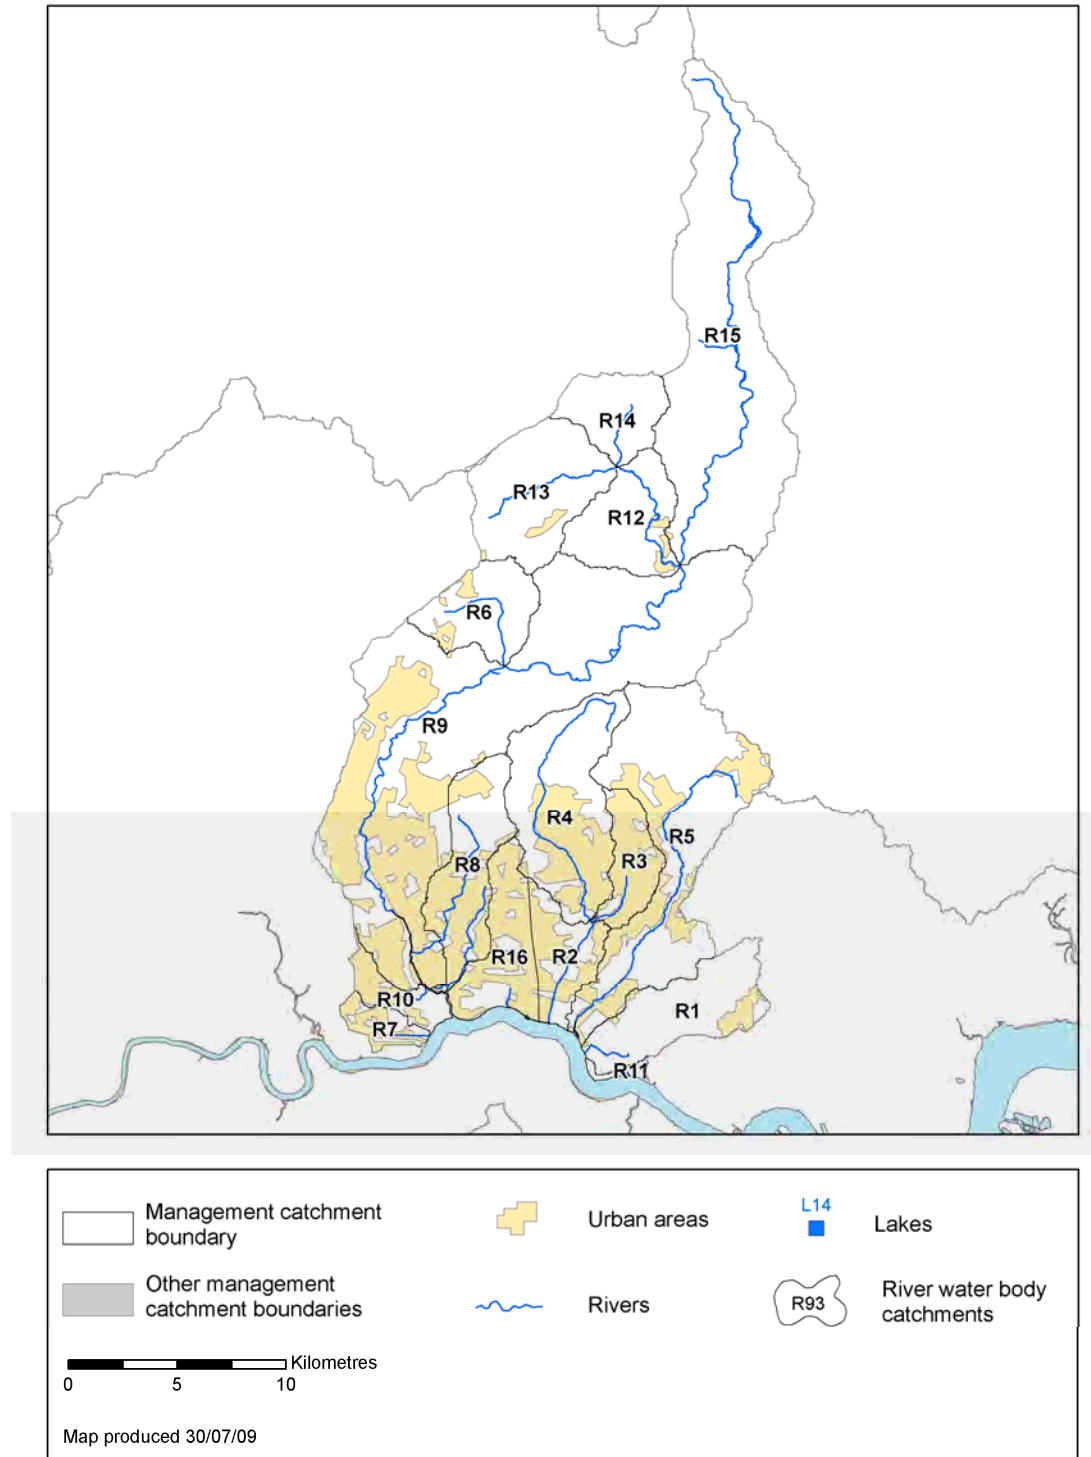 R15
R14
R13
R12
R6
R9
R4
R5
R8
R3
R16
R2
R10
R1
R7
R11
Management catchment
boundary
Urban areas
L14
Lakes
Other management
catchment boundaries
Rivers
R93
River water body
catchments
Kilometres
0 5 10
Map produced 30/07/09